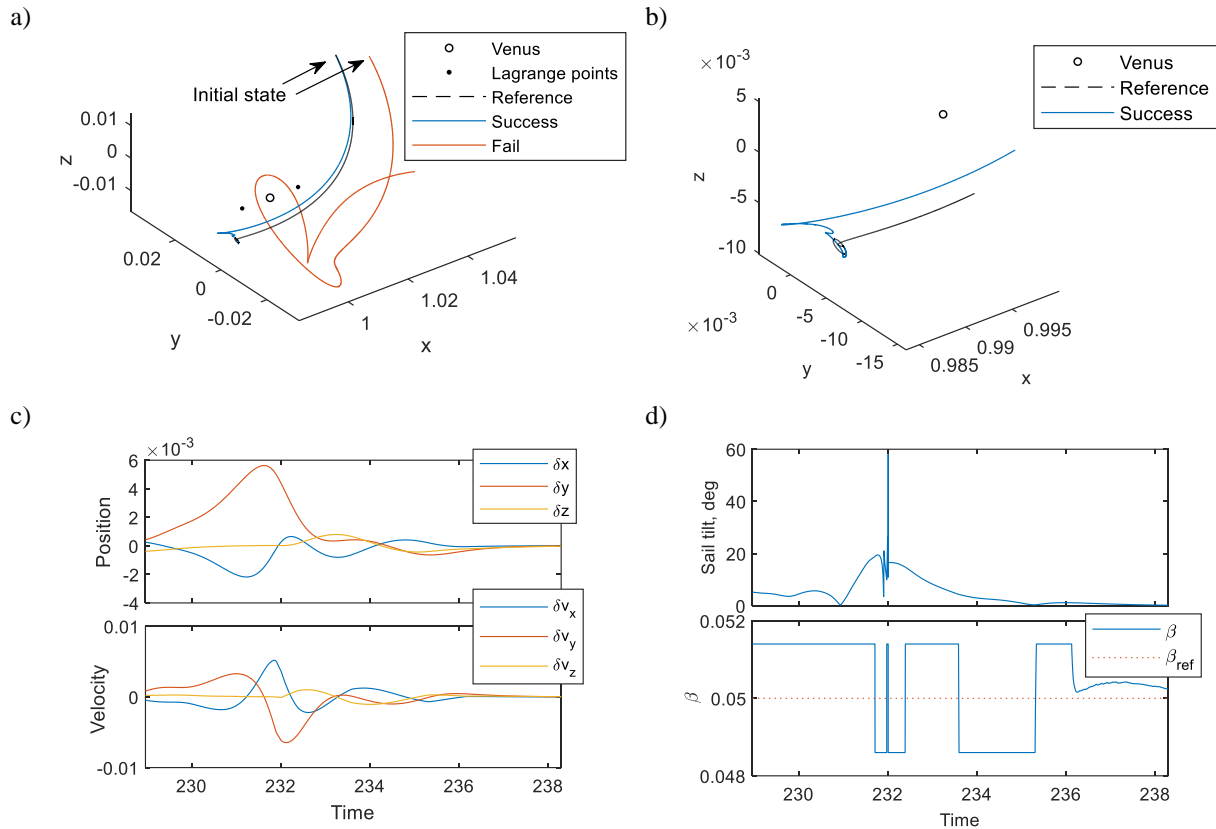 a)
Venus
Lagrange points
Reference
Success
Fail
Initial state
0.01
0
-0.01
z
0.02
0
-0.02
y
1
1.02
1.04
x
b)
Venus
Reference
Success
×10⁻³
5
0
-5
-10
z
×10⁻³
0
-5
-10
-15
y
0.985
0.99
0.995
x
c)
×10⁻³
6
4
2
0
-2
-4
Position
δx
δy
δz
0.01
0
-0.01
Velocity
δvₓ
δv_y
δv_z
230 232 234 236 238
Time
d)
60
40
20
0
Sail tilt, deg
0.052
0.05
0.048
β
β
β_ref
230 232 234 236 238
Time